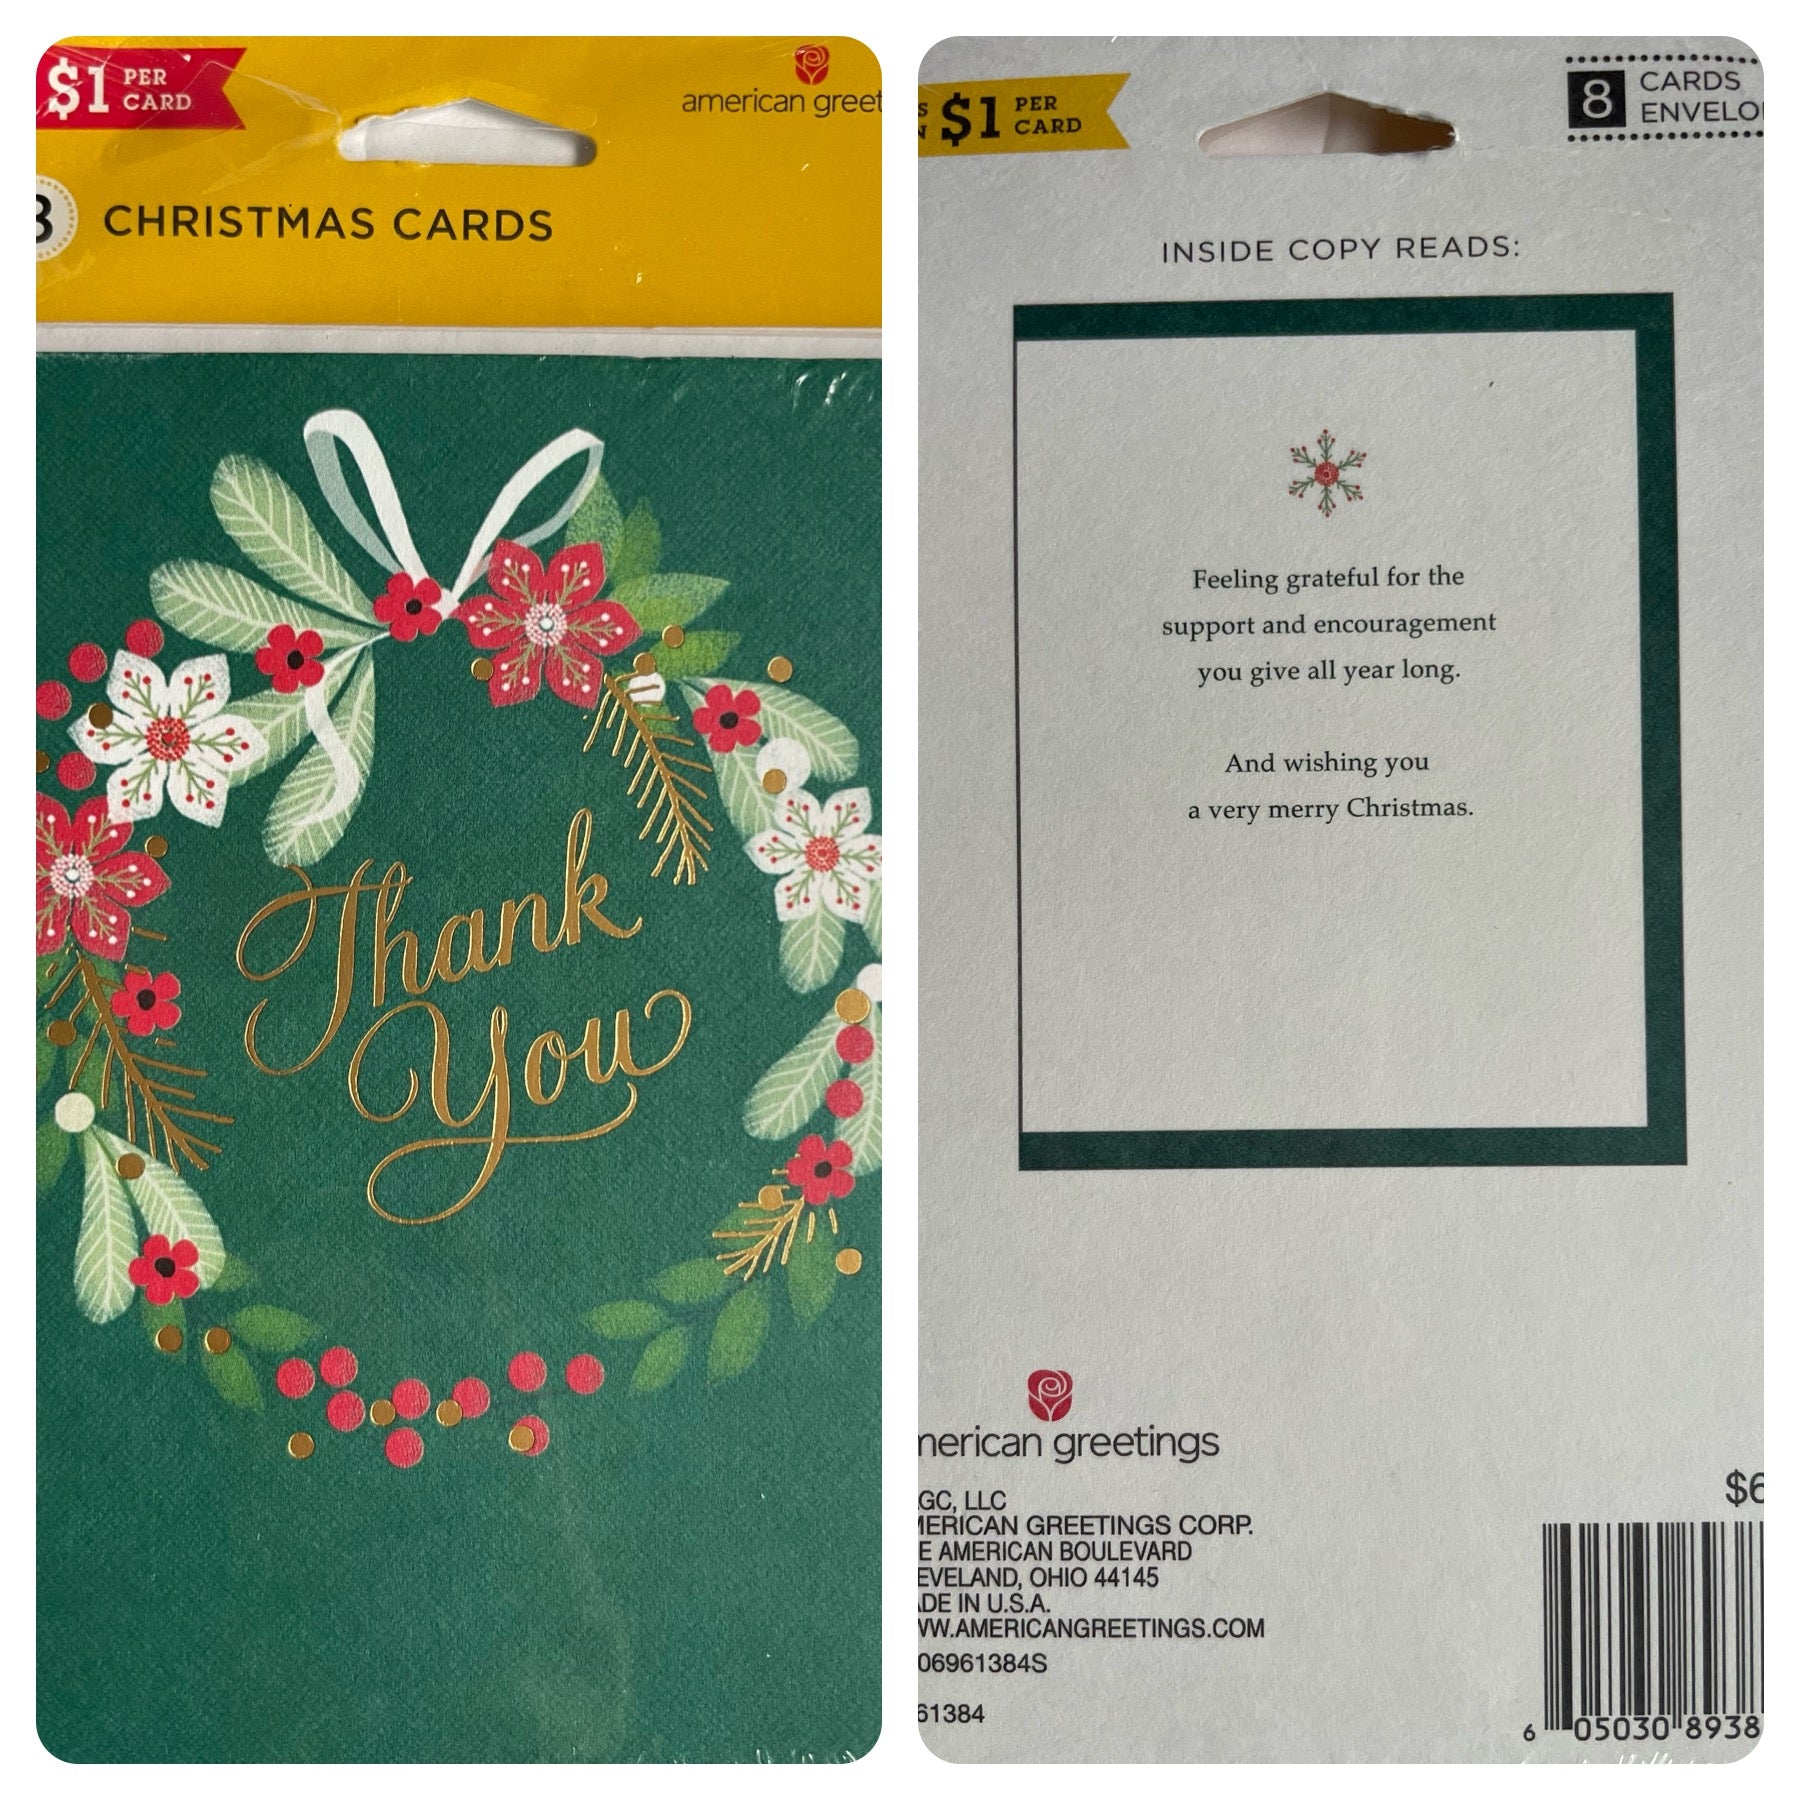 $1 PER
CARD
american greet
CHRISTMAS CARDS
Thank
You
$1 PER
CARD
8 CARDS
ENVELO
INSIDE COPY READS:
Feeling grateful for the
support and encouragement
you give all year long.
And wishing you
a very merry Christmas.
merican greetings
GC, LLC
MERICAN GREETINGS CORP.
E AMERICAN BOULEVARD
EVELAND, OHIO 44145
ADE IN U.S.A.
WW.AMERICANGREETINGS.COM
06961384S
61384
$6
6 05030 8938